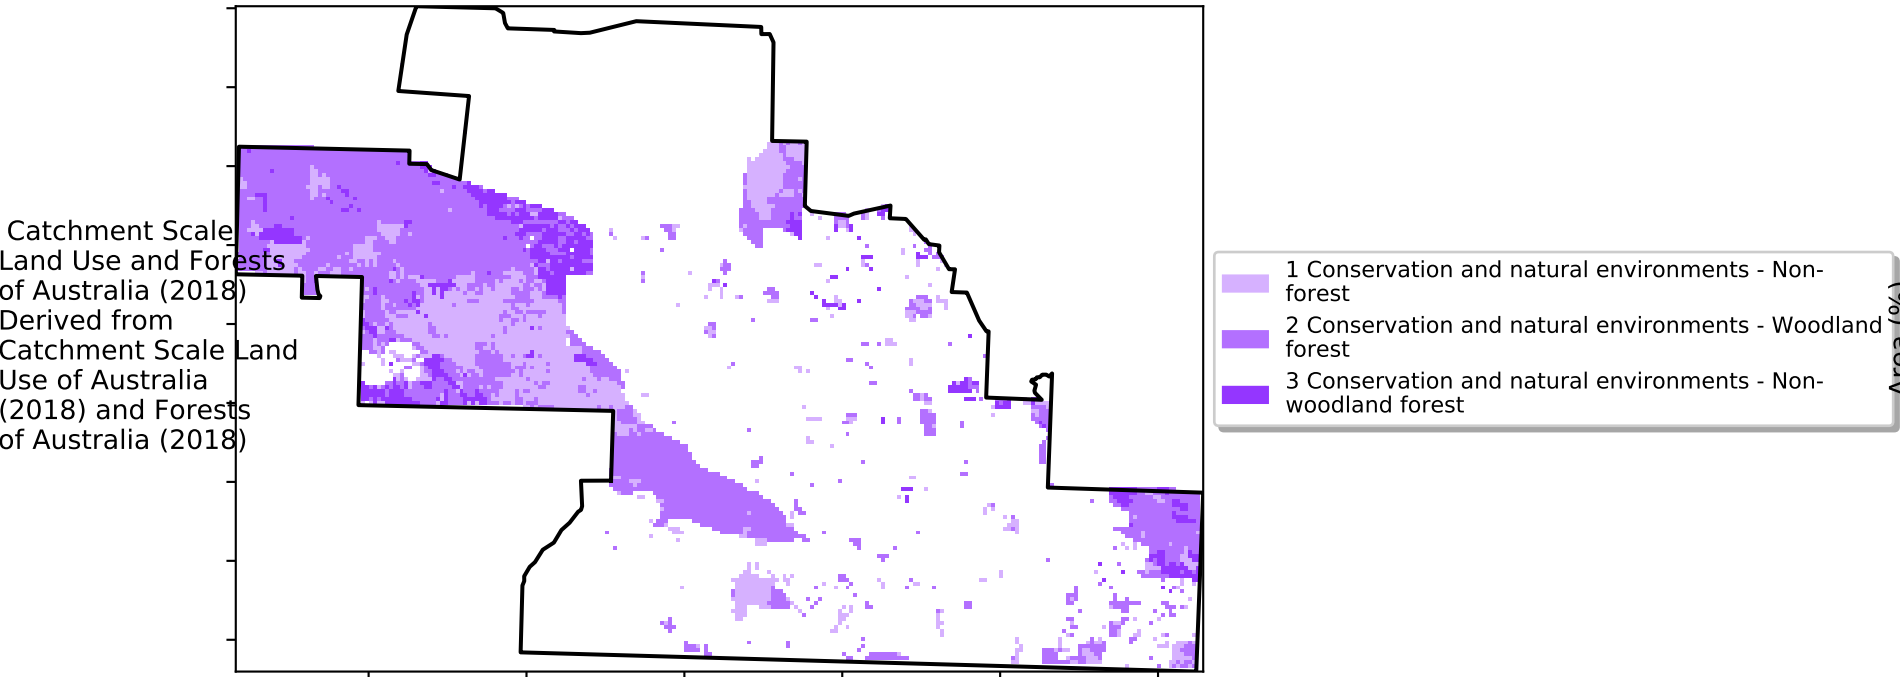 Catchment Scale
Land Use and Forests
of Australia (2018)
Derived from
Catchment Scale Land
Use of Australia
(2018) and Forests
of Australia (2018)
1 Conservation and natural environments - Non-
forest
2 Conservation and natural environments - Woodland
forest
3 Conservation and natural environments - Non-
woodland forest